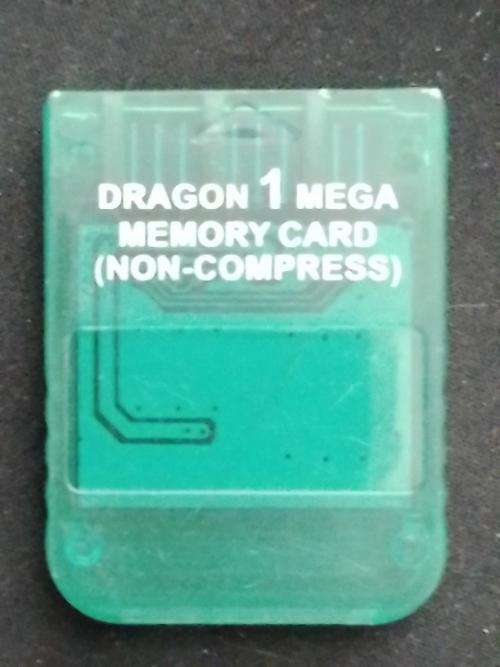 DRAGON 1 MEGA
MEMORY CARD
(NON-COMPRESS)